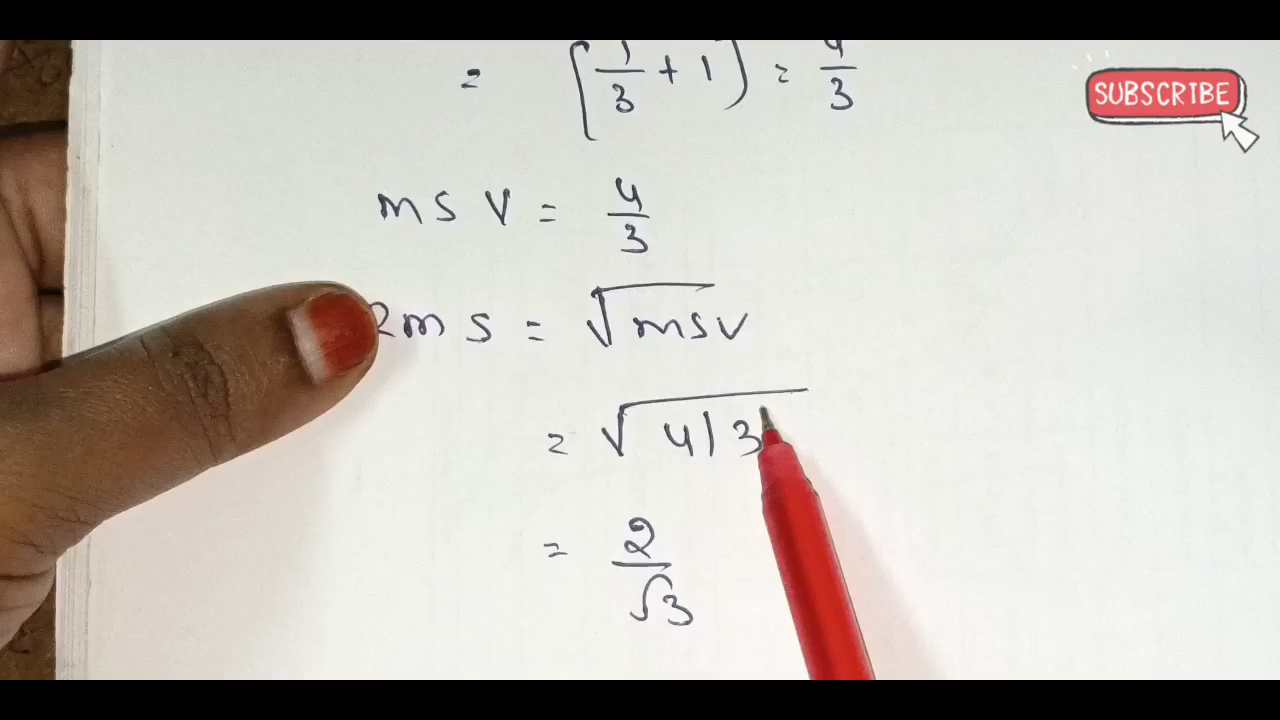 = [1/3 + 1] = 4/3
SUBSCRIBE
msv = 4/3
Rms = √msv
= √4/3
= 2/√3